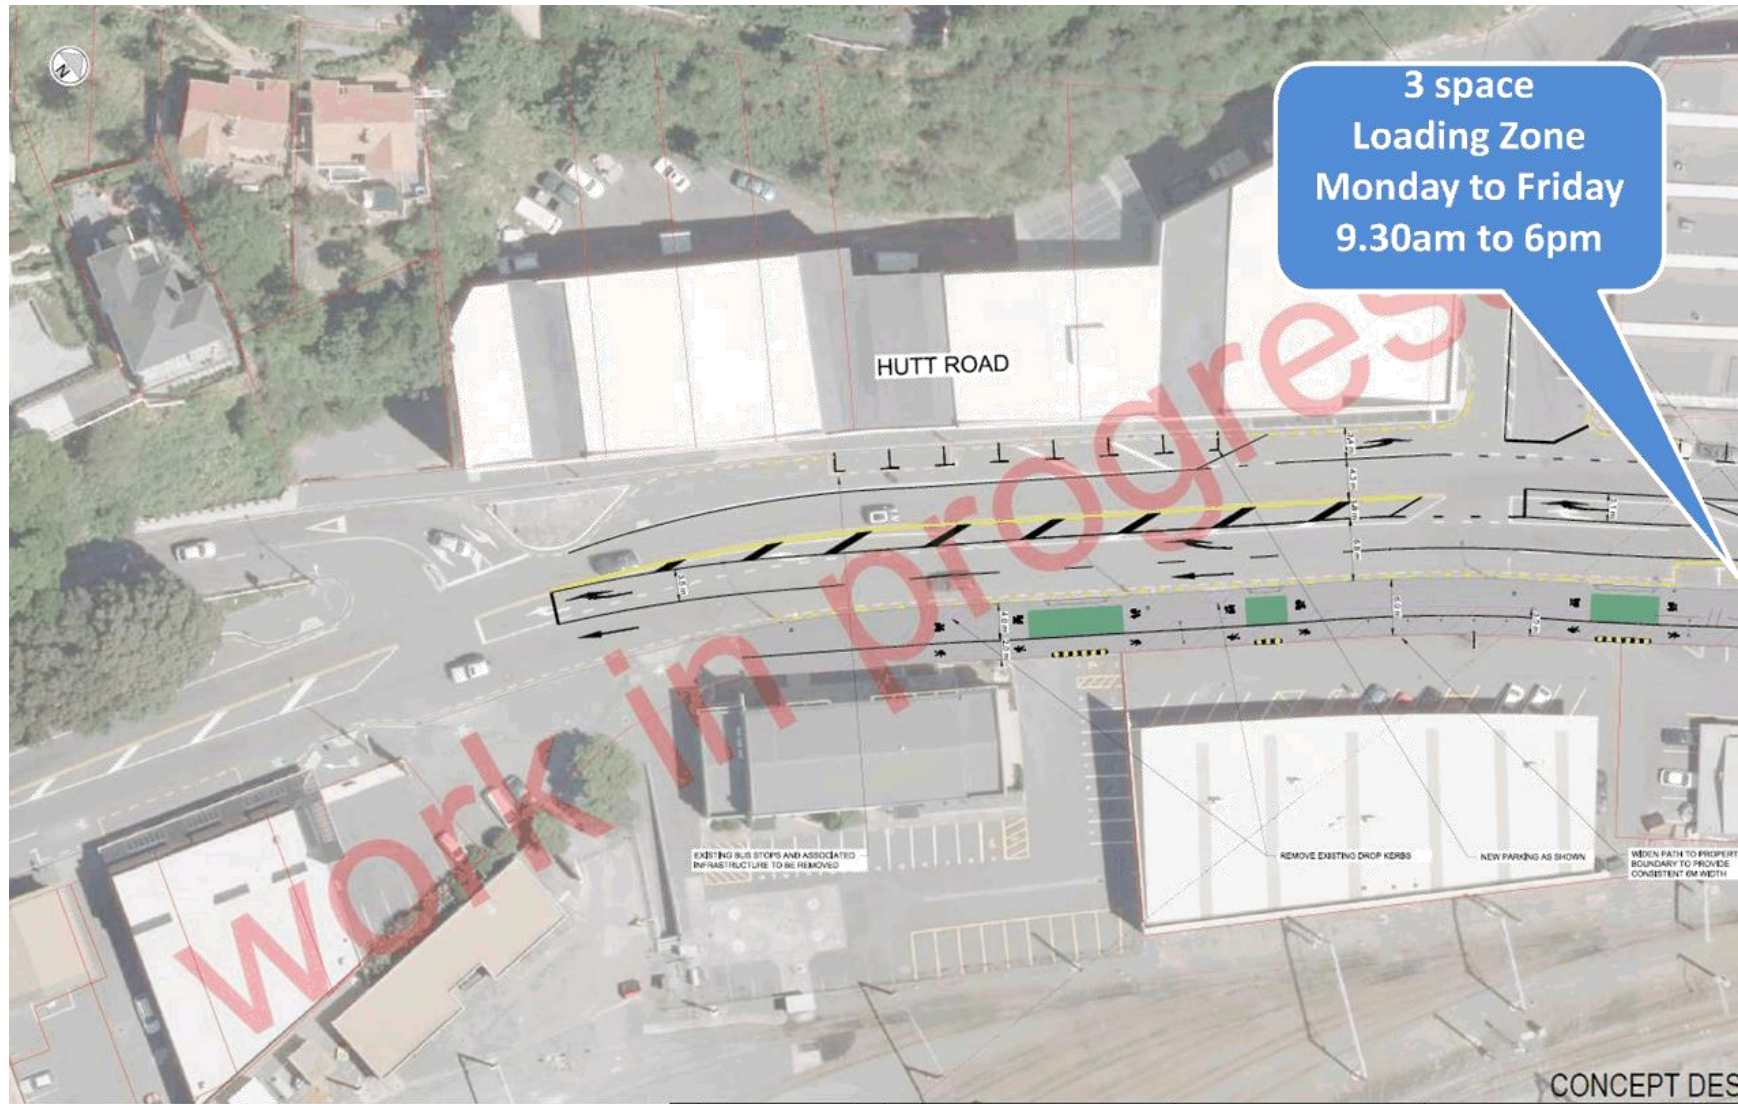 3 space
Loading Zone
Monday to Friday
9.30am to 6pm
N
HUTT ROAD
work in progress
3.5m
EXISTING BUS STOPS AND ASSOCIATED
INFRASTRUCTURE TO BE REMOVED
REMOVE EXISTING DROP KERBS
NEW PARKING AS SHOWN
WIDEN PATH TO PROPERT
BOUNDARY TO PROVIDE
CONSISTENT 6M WIDTH
CONCEPT DES